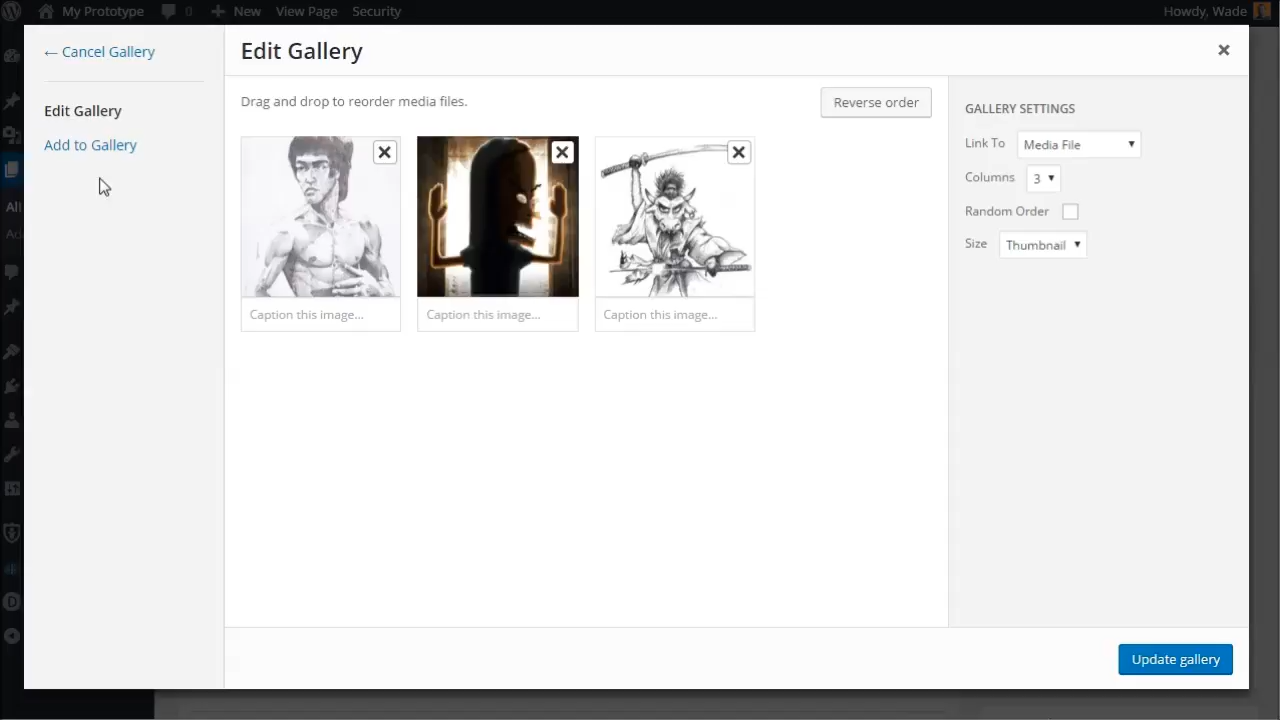 My Prototype 0 New View Page Security Howdy, Wade
← Cancel Gallery
Edit Gallery
Edit Gallery
Add to Gallery
Drag and drop to reorder media files.
Reverse order
Caption this image...
Caption this image...
Caption this image...
GALLERY SETTINGS
Link To Media File
Columns 3
Random Order
Size Thumbnail
Update gallery
All
Ad